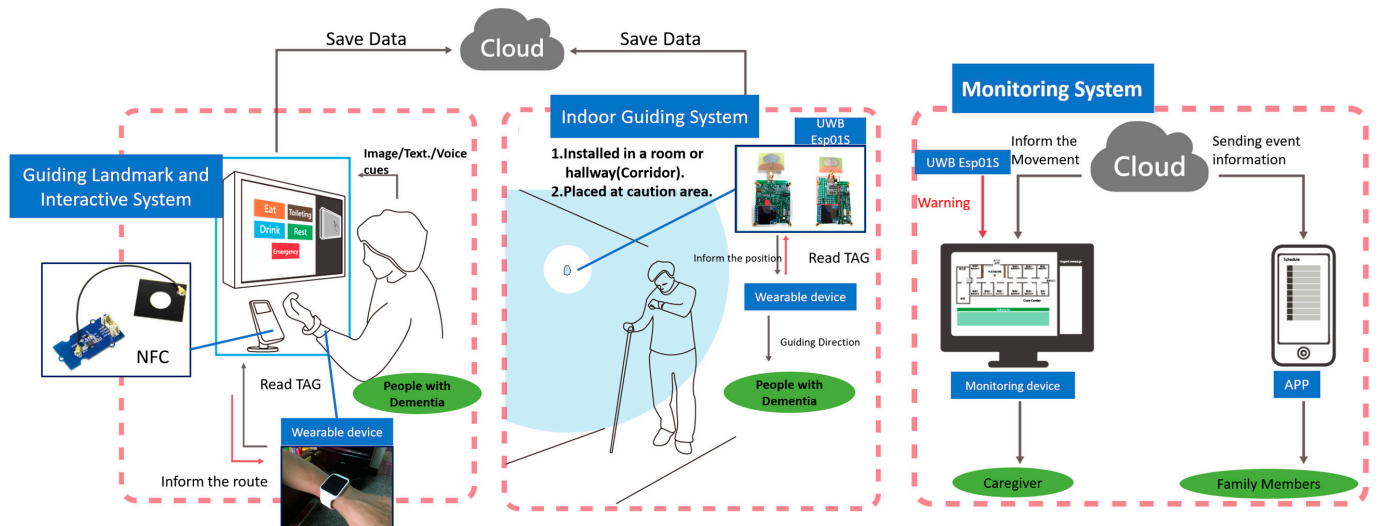 Save Data
Cloud
Save Data
Guiding Landmark and
Interactive System
Image/Text./Voice
cues
Eat
Toileting
Drink
Rest
Emergency
NFC
Read TAG
People with
Dementia
Wearable device
Inform the route
Indoor Guiding System
UWB
Esp01S
1.Installed in a room or
hallway(Corridor).
2.Placed at caution area.
Inform the position
Read TAG
Wearable device
Guiding Direction
People with
Dementia
Monitoring System
UWB Esp01S
Warning
Inform the
Movement
Cloud
Sending event
information
Urgent message
Care Center
Schedule
Monitoring device
APP
Caregiver
Family Members